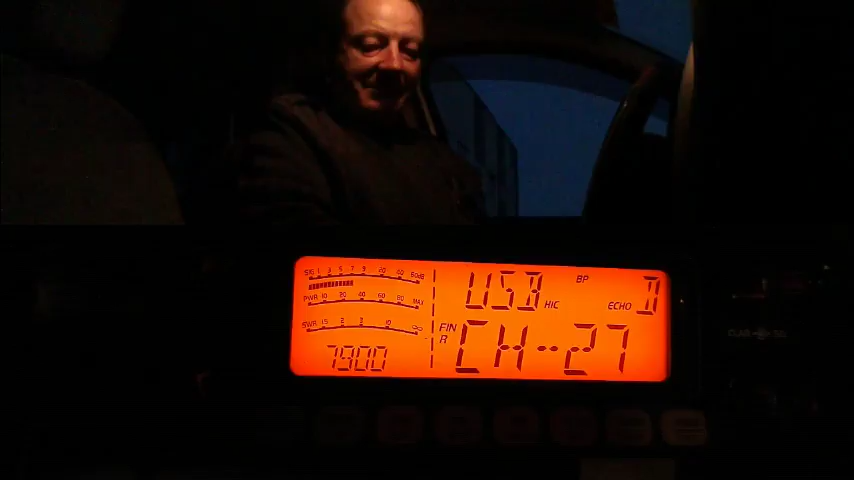 SIG 1 3 5 7 9 20 40 60dB
PWR 10 20 40 60 80 MAX
SWR 1.5 2 3 10 ∞
7900
USB HIC BP ECHO D
FIN
R
CH--27